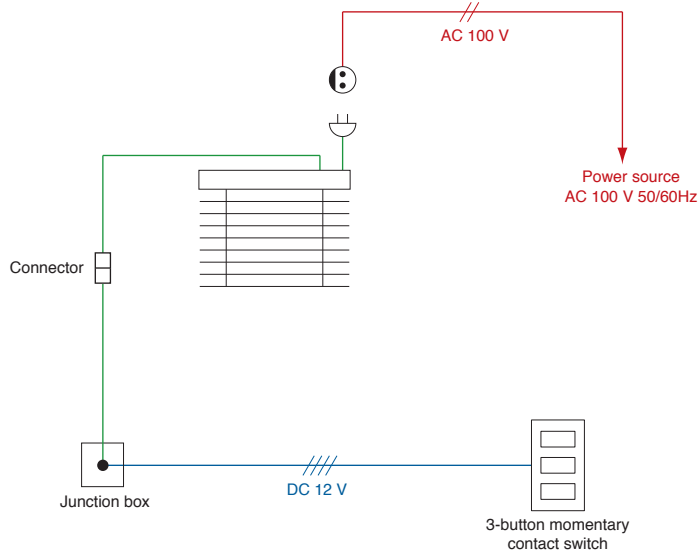 AC 100 V
Power source
AC 100 V 50/60Hz
Connector
Junction box
DC 12 V
3-button momentary
contact switch